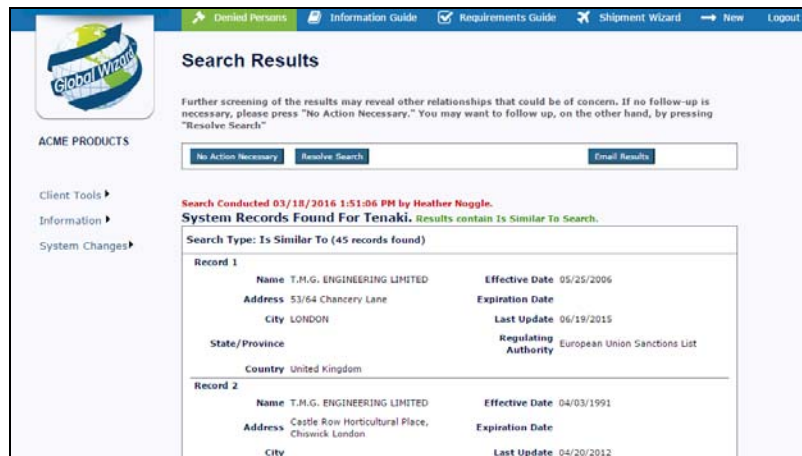 Denied Persons Information Guide Requirements Guide Shipment Wizard New Logout
Global Wizard
Search Results
Further screening of the results may reveal other relationships that could be of concern. If no follow-up is
necessary, please press "No Action Necessary." You may want to follow up, on the other hand, by pressing
"Resolve Search"
ACME PRODUCTS
No Action Necessary Resolve Search Email Results
Client Tools
Information
System Changes
Search Conducted 03/18/2016 1:51:06 PM by Heather Noggle.
System Records Found For Tenaki. Results contain Is Similar To Search.
Search Type: Is Similar To (45 records found)
Record 1
Name T.M.G. ENGINEERING LIMITED Effective Date 05/25/2006
Address 53/64 Chancery Lane Expiration Date
City LONDON Last Update 06/19/2015
State/Province Regulating Authority European Union Sanctions List
Country United Kingdom
Record 2
Name T.M.G. ENGINEERING LIMITED Effective Date 04/03/1991
Address Castle Row Horticultural Place, Expiration Date
Chiswick London
City Last Update 04/20/2012